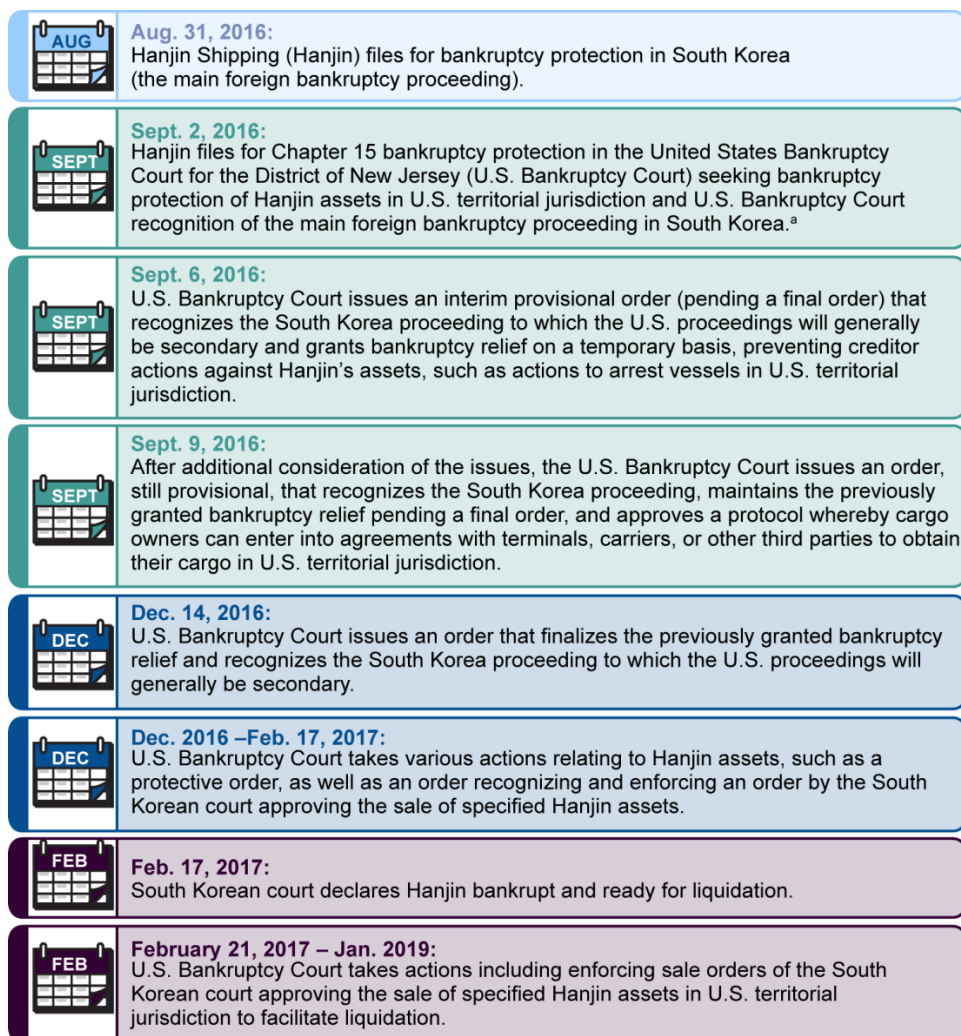 AUG
Aug. 31, 2016:
Hanjin Shipping (Hanjin) files for bankruptcy protection in South Korea
(the main foreign bankruptcy proceeding).
SEPT
Sept. 2, 2016:
Hanjin files for Chapter 15 bankruptcy protection in the United States Bankruptcy
Court for the District of New Jersey (U.S. Bankruptcy Court) seeking bankruptcy
protection of Hanjin assets in U.S. territorial jurisdiction and U.S. Bankruptcy Court
recognition of the main foreign bankruptcy proceeding in South Korea.ª
SEPT
Sept. 6, 2016:
U.S. Bankruptcy Court issues an interim provisional order (pending a final order) that
recognizes the South Korea proceeding to which the U.S. proceedings will generally
be secondary and grants bankruptcy relief on a temporary basis, preventing creditor
actions against Hanjin's assets, such as actions to arrest vessels in U.S. territorial
jurisdiction.
SEPT
Sept. 9, 2016:
After additional consideration of the issues, the U.S. Bankruptcy Court issues an order,
still provisional, that recognizes the South Korea proceeding, maintains the previously
granted bankruptcy relief pending a final order, and approves a protocol whereby cargo
owners can enter into agreements with terminals, carriers, or other third parties to obtain
their cargo in U.S. territorial jurisdiction.
DEC
Dec. 14, 2016:
U.S. Bankruptcy Court issues an order that finalizes the previously granted bankruptcy
relief and recognizes the South Korea proceeding to which the U.S. proceedings will
generally be secondary.
DEC
Dec. 2016 –Feb. 17, 2017:
U.S. Bankruptcy Court takes various actions relating to Hanjin assets, such as a
protective order, as well as an order recognizing and enforcing an order by the South
Korean court approving the sale of specified Hanjin assets.
FEB
Feb. 17, 2017:
South Korean court declares Hanjin bankrupt and ready for liquidation.
FEB
February 21, 2017 – Jan. 2019:
U.S. Bankruptcy Court takes actions including enforcing sale orders of the South
Korean court approving the sale of specified Hanjin assets in U.S. territorial
jurisdiction to facilitate liquidation.